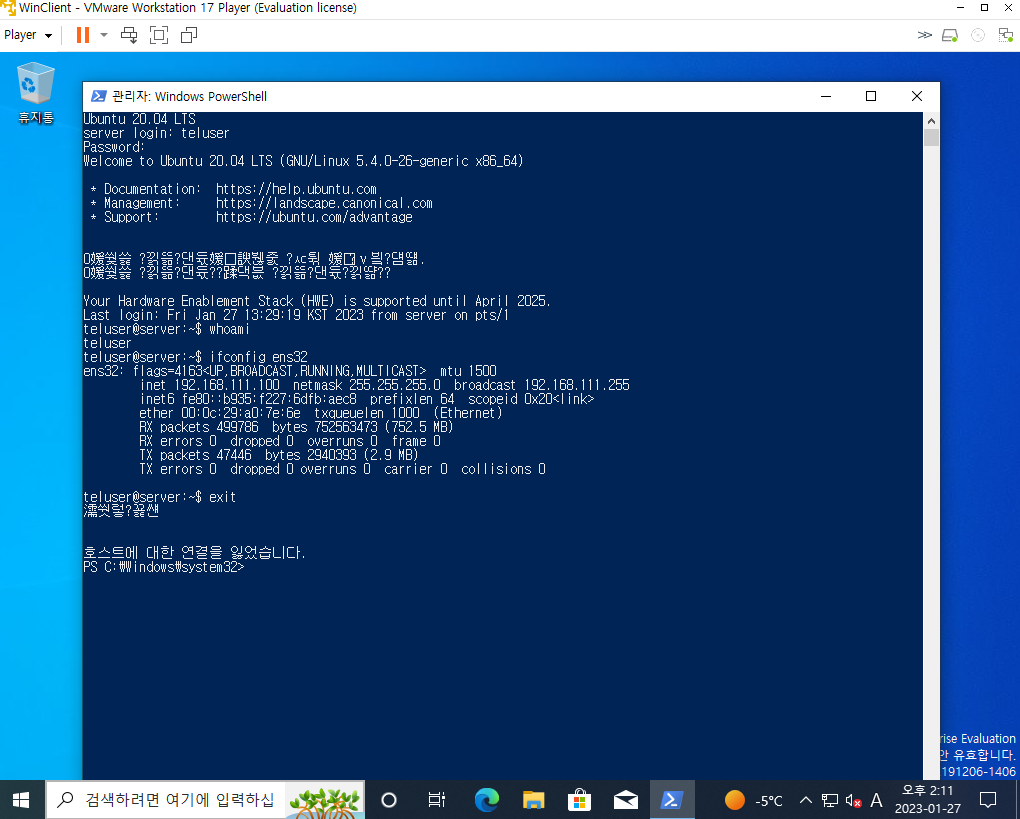 WinClient - VMware Workstation 17 Player (Evaluation license)
Player
휴지통
관리자: Windows PowerShell
Ubuntu 20.04 LTS
server login: teluser
Password:
Welcome to Ubuntu 20.04 LTS (GNU/Linux 5.4.0-26-generic x86_64)
* Documentation:  https://help.ubuntu.com
* Management:     https://landscape.canonical.com
* Support:        https://ubuntu.com/advantage
Your Hardware Enablement Stack (HWE) is supported until April 2025.
Last login: Fri Jan 27 13:29:19 KST 2023 from server on pts/1
teluser@server:~$ whoami
teluser
teluser@server:~$ ifconfig ens32
ens32: flags=4163<UP,BROADCAST,RUNNING,MULTICAST>  mtu 1500
inet 192.168.111.100  netmask 255.255.255.0  broadcast 192.168.111.255
inet6 fe80::b935:f227:6dfb:aec8  prefixlen 64  scopeid 0x20<link>
ether 00:0c:29:a0:7e:6e  txqueuelen 1000  (Ethernet)
RX packets 499786  bytes 752563473 (752.5 MB)
RX errors 0  dropped 0  overruns 0  frame 0
TX packets 47446  bytes 2940393 (2.9 MB)
TX errors 0  dropped 0 overruns 0  carrier 0  collisions 0
teluser@server:~$ exit
호스트에 대한 연결을 잃었습니다.
PS C:₩Windows₩system32>
rise Evaluation
안 유효합니다.
191206-1406
검색하려면 여기에 입력하십
-5°C
A
오후 2:11
2023-01-27